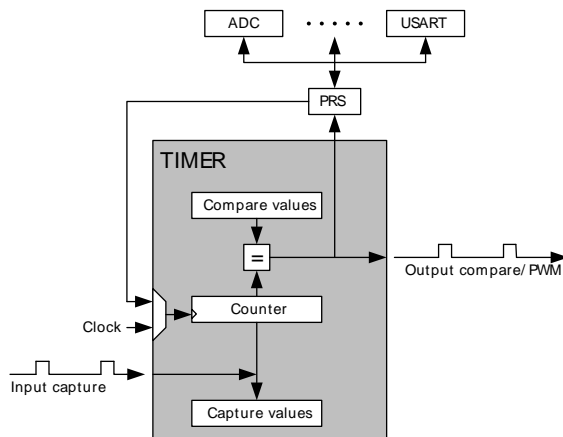 ADC
.....
USART
PRS
TIMER
Compare values
=
Output compare/ PWM
Counter
Clock
Input capture
Capture values